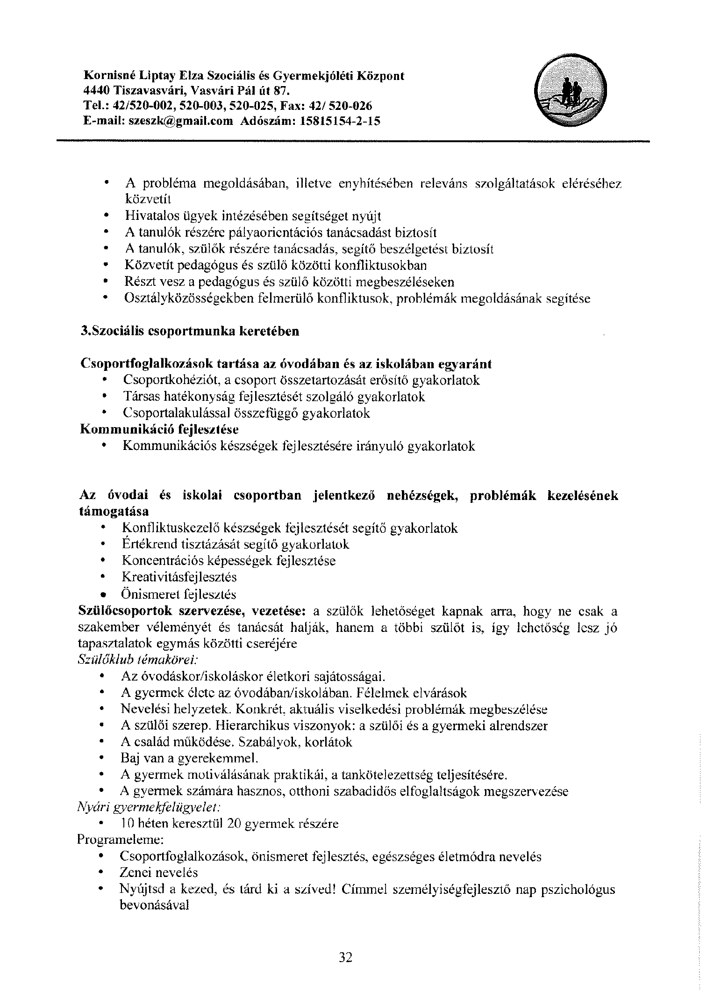 Kornisné Liptay Elza Szociális és Gyermekjóléti Központ
4440 Tiszavasvári, Vasvári Pál út 87.
Tel.: 42/520-002, 520-003, 520-025, Fax: 42/ 520-026
E-mail: szeszk@gmail.com Adószám: 15815154-2-15
• A probléma megoldásában, illetve enyhítésében releváns szolgáltatások eléréséhez
közvetít
• Hivatalos ügyek intézésében segítséget nyújt
• A tanulók részére pályaorientációs tanácsadást biztosít
• A tanulók, szülők részére tanácsadás, segítő beszélgetést biztosít
• Közvetít pedagógus és szülő közötti konfliktusokban
• Részt vesz a pedagógus és szülő közötti megbeszéléseken
• Osztályközösségekben felmerülő konfliktusok, problémák megoldásának segítése
3.Szociális csoportmunka keretében
Csoportfoglalkozások tartása az óvodában és az iskolában egyaránt
• Csoportkohéziót, a csoport összetartozását erősítő gyakorlatok
• Társas hatékonyság fejlesztését szolgáló gyakorlatok
• Csoportalakulással összefüggő gyakorlatok
Kommunikáció fejlesztése
• Kommunikációs készségek fejlesztésére irányuló gyakorlatok
Az óvodai és iskolai csoportban jelentkező nehézségek, problémák kezelésének
támogatása
• Konfliktuskezelő készségek fejlesztését segítő gyakorlatok
• Értékrend tisztázását segítő gyakorlatok
• Koncentrációs képességek fejlesztése
• Kreativitásfejlesztés
• Önismeret fejlesztés
Szülőcsoportok szervezése, vezetése: a szülők lehetőséget kapnak arra, hogy ne csak a
szakember véleményét és tanácsát halják, hanem a többi szülőt is, így lehetőség lesz jó
tapasztalatok egymás közötti cseréjére
Szülőklub témakörei:
• Az óvodáskor/iskoláskor életkori sajátosságai.
• A gyermek élete az óvodában/iskolában. Félelmek elvárások
• Nevelési helyzetek. Konkrét, aktuális viselkedési problémák megbeszélése
• A szülői szerep. Hierarchikus viszonyok: a szülői és a gyermeki alrendszer
• A család működése. Szabályok, korlátok
• Baj van a gyerekemmel.
• A gyermek motiválásának praktikái, a tankötelezettség teljesítésére.
• A gyermek számára hasznos, otthoni szabadidős elfoglaltságok megszervezése
Nyári gyermekfelügyelet:
• 10 héten keresztül 20 gyermek részére
Programeleme:
• Csoportfoglalkozások, önismeret fejlesztés, egészséges életmódra nevelés
• Zenei nevelés
• Nyújtsd a kezed, és tárd ki a szíved! Címmel személyiségfejlesztő nap pszichológus
bevonásával
32